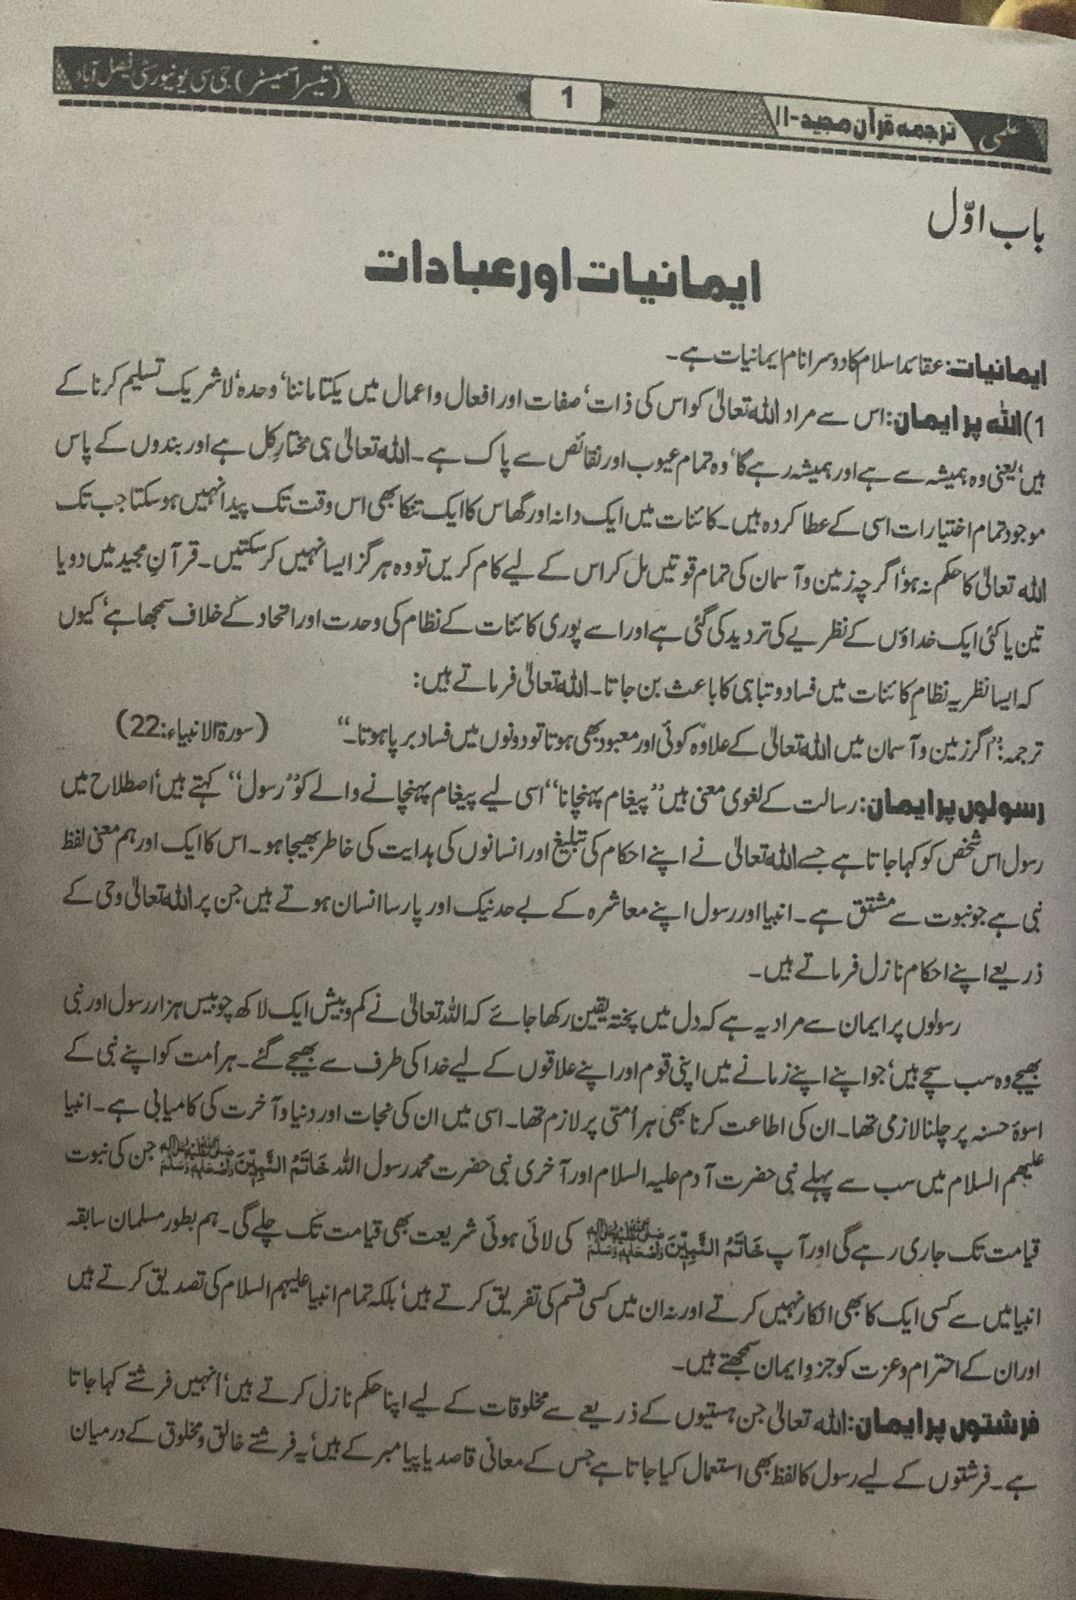 علمی ترجمہ قرآن مجید-II
1
(تیسرا سمیسٹر) جی سی یونیورسٹی فیصل آباد
باب اوّل
ایمانیات اور عبادات
ایمانیات: عقائد اسلام کا دوسرا نام ایمانیات ہے۔
1) اللہ پر ایمان: اس سے مراد اللہ تعالیٰ کو اس کی ذات، صفات اور افعال و اعمال میں یکتا ماننا، وحدہٗ لا شریک تسلیم کرنا کے
ہیں، یعنی وہ ہمیشہ سے ہے اور ہمیشہ رہے گا، وہ تمام عیوب اور نقائص سے پاک ہے۔ اللہ تعالیٰ ہی مختارِ کل ہے اور بندوں کے پاس
موجود تمام اختیارات اسی کے عطا کردہ ہیں۔ کائنات میں ایک دانہ اور گھاس کا ایک تنکا بھی اس وقت تک پیدا نہیں ہو سکتا جب تک
اللہ تعالیٰ کا حکم نہ ہو، اگرچہ زمین و آسمان کی تمام قوتیں مل کر اس کے لیے کام کریں تو وہ ہرگز ایسا نہیں کر سکتیں۔ قرآنِ مجید میں دو یا
تین یا کئی ایک خداؤں کے نظریے کی تردید کی گئی ہے اور اسے پوری کائنات کے نظام کی وحدت اور اتحاد کے خلاف سمجھا ہے، کیوں
کہ ایسا نظریہ نظامِ کائنات میں فساد و تباہی کا باعث بن جاتا۔ اللہ تعالیٰ فرماتے ہیں:
ترجمہ: ”اگر زمین و آسمان میں اللہ تعالیٰ کے علاوہ کوئی اور معبود بھی ہوتا تو دونوں میں فساد برپا ہوتا۔“ (سورۃ الانبیاء: 22)
رسولوں پر ایمان: رسالت کے لغوی معنی ہیں ”پیغام پہنچانا“ اسی لیے پیغام پہنچانے والے کو ”رسول“ کہتے ہیں، اصطلاح میں
رسول اس شخص کو کہا جاتا ہے جسے اللہ تعالیٰ نے اپنے احکام کی تبلیغ اور انسانوں کی ہدایت کی خاطر بھیجا ہو۔ اس کا ایک اور ہم معنی لفظ
نبی ہے جو نبوت سے مشتق ہے۔ انبیا اور رسول اپنے معاشرہ کے بے حد نیک اور پارسا انسان ہوتے ہیں جن پر اللہ تعالیٰ وحی کے
ذریعے اپنے احکام نازل فرماتے ہیں۔
رسولوں پر ایمان سے مراد یہ ہے کہ دل میں پختہ یقین رکھا جائے کہ اللہ تعالیٰ نے کم و بیش ایک لاکھ چوبیس ہزار رسول اور نبی
بھیجے وہ سب سچے ہیں، جو اپنے اپنے زمانے میں اپنی قوم اور اپنے علاقوں کے لیے خدا کی طرف سے بھیجے گئے۔ ہر اُمت کو اپنے نبی کے
اسوۂ حسنہ پر چلنا لازمی تھا۔ ان کی اطاعت کرنا بھی ہر اُمتی پر لازم تھا۔ اسی میں ان کی نجات اور دنیا و آخرت کی کامیابی ہے۔ انبیا
علیہم السلام میں سب سے پہلے نبی حضرت آدم علیہ السلام اور آخری نبی حضرت محمد رسول اللہ خَاتَمُ النَّبِیّٖنَ صلی اللہ علیہ وعلیٰ آلہ واصحابہ وسلم جن کی نبوت
قیامت تک جاری رہے گی اور آپ خَاتَمُ النَّبِیّٖنَ صلی اللہ علیہ وعلیٰ آلہ واصحابہ وسلم کی لائی ہوئی شریعت بھی قیامت تک چلے گی۔ ہم بطور مسلمان سابقہ
انبیا میں سے کسی ایک کا بھی انکار نہیں کرتے اور نہ ان میں کسی قسم کی تفریق کرتے ہیں، بلکہ تمام انبیا علیہم السلام کی تصدیق کرتے ہیں
اور ان کے احترام و عزت کو جزوِ ایمان سمجھتے ہیں۔
فرشتوں پر ایمان: اللہ تعالیٰ جن ہستیوں کے ذریعے سے مخلوقات کے لیے اپنا حکم نازل کرتے ہیں، انہیں فرشتے کہا جاتا
ہے۔ فرشتوں کے لیے رسول کا لفظ بھی استعمال کیا جاتا ہے جس کے معانی قاصد یا پیامبر کے ہیں، یہ فرشتے خالق و مخلوق کے درمیان